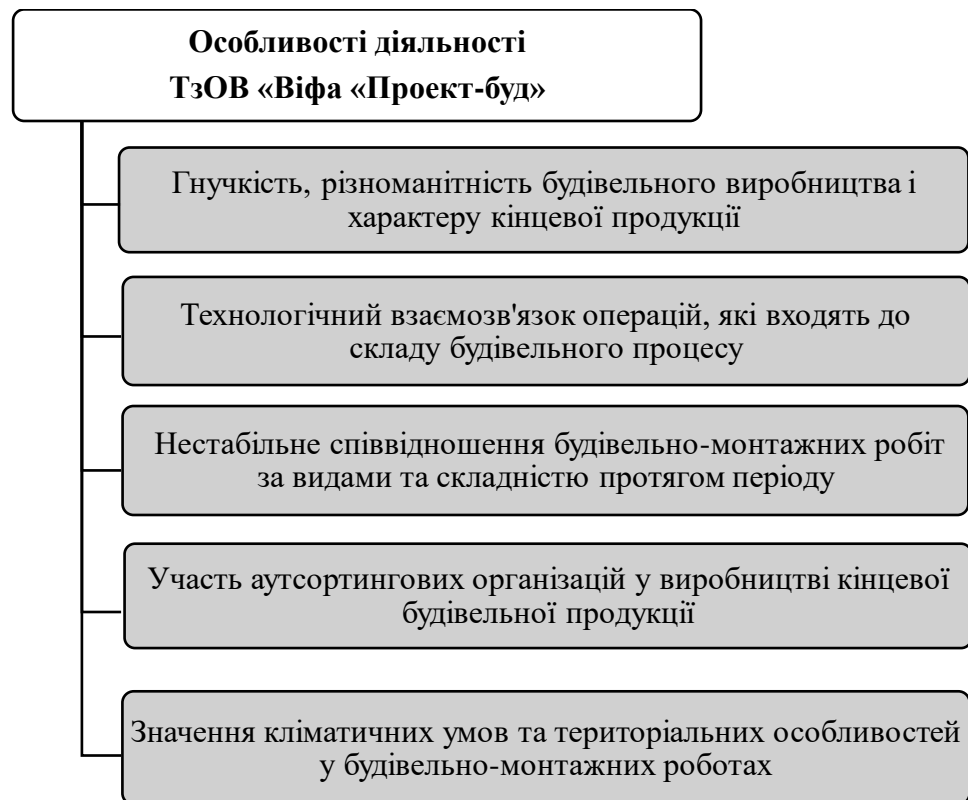 Особливості діяльності
ТзОВ «Віфа «Проект-буд»
Гнучкість, різноманітність будівельного виробництва і
характеру кінцевої продукції
Технологічний взаємозв'язок операцій, які входять до
складу будівельного процесу
Нестабільне співвідношення будівельно-монтажних робіт
за видами та складністю протягом періоду
Участь аутсортингових організацій у виробництві кінцевої
будівельної продукції
Значення кліматичних умов та територіальних особливостей
у будівельно-монтажних роботах